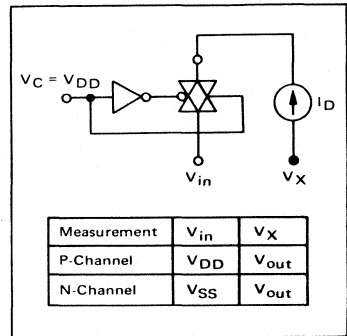 V_C = V_DD
I_D
V_in
V_X
Measurement V_in V_X
P-Channel V_DD V_out
N-Channel V_SS V_out